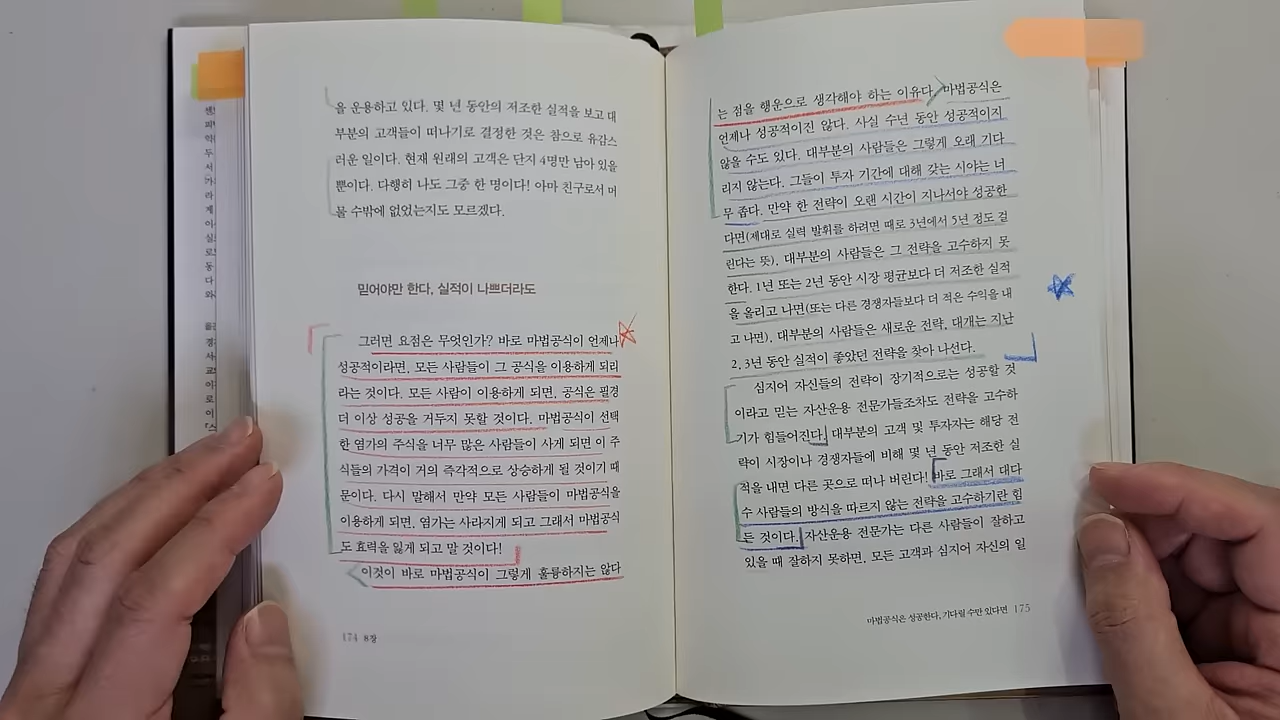 을 운용하고 있다. 몇 년 동안의 저조한 실적을 보고 대
부분의 고객들이 떠나기로 결정한 것은 참으로 유감스
러운 일이다. 현재 원래의 고객은 단지 4명만 남아 있을
뿐이다. 다행히 나도 그중 한 명이다! 아마 친구로서 머
물 수밖에 없었는지도 모르겠다.
믿어야만 한다, 실적이 나쁘더라도
그러면 요점은 무엇인가? 바로 마법공식이 언제나
성공적이라면, 모든 사람들이 그 공식을 이용하게 되리
라는 것이다. 모든 사람이 이용하게 되면, 공식은 필경
더 이상 성공을 거두지 못할 것이다. 마법공식이 선택
한 염가의 주식을 너무 많은 사람들이 사게 되면 이 주
식들의 가격이 거의 즉각적으로 상승하게 될 것이기 때
문이다. 다시 말해서 만약 모든 사람들이 마법공식을
이용하게 되면, 염가는 사라지게 되고 그래서 마법공식
도 효력을 잃게 되고 말 것이다!
이것이 바로 마법공식이 그렇게 훌륭하지는 않다
174 8장
는 점을 행운으로 생각해야 하는 이유다. 마법공식은
언제나 성공적이진 않다. 사실 수년 동안 성공적이지
않을 수도 있다. 대부분의 사람들은 그렇게 오래 기다
리지 않는다. 그들이 투자 기간에 대해 갖는 시야는 너
무 좁다. 만약 한 전략이 오랜 시간이 지나서야 성공한
다면(제대로 실력 발휘를 하려면 때로 3년에서 5년 정도 걸
린다는 뜻), 대부분의 사람들은 그 전략을 고수하지 못
한다. 1년 또는 2년 동안 시장 평균보다 더 저조한 실적
을 올리고 나면(또는 다른 경쟁자들보다 더 적은 수익을 내
고 나면), 대부분의 사람들은 새로운 전략, 대개는 지난
2, 3년 동안 실적이 좋았던 전략을 찾아 나선다.
심지어 자신들의 전략이 장기적으로는 성공할 것
이라고 믿는 자산운용 전문가들조차도 전략을 고수하
기가 힘들어진다. 대부분의 고객 및 투자자는 해당 전
략이 시장이나 경쟁자들에 비해 몇 년 동안 저조한 실
적을 내면 다른 곳으로 떠나 버린다! 바로 그래서 대다
수 사람들의 방식을 따르지 않는 전략을 고수하기란 힘
든 것이다. 자산운용 전문가는 다른 사람들이 잘하고
있을 때 잘하지 못하면, 모든 고객과 심지어 자신의 일
마법공식은 성공한다, 기다릴 수만 있다면 175